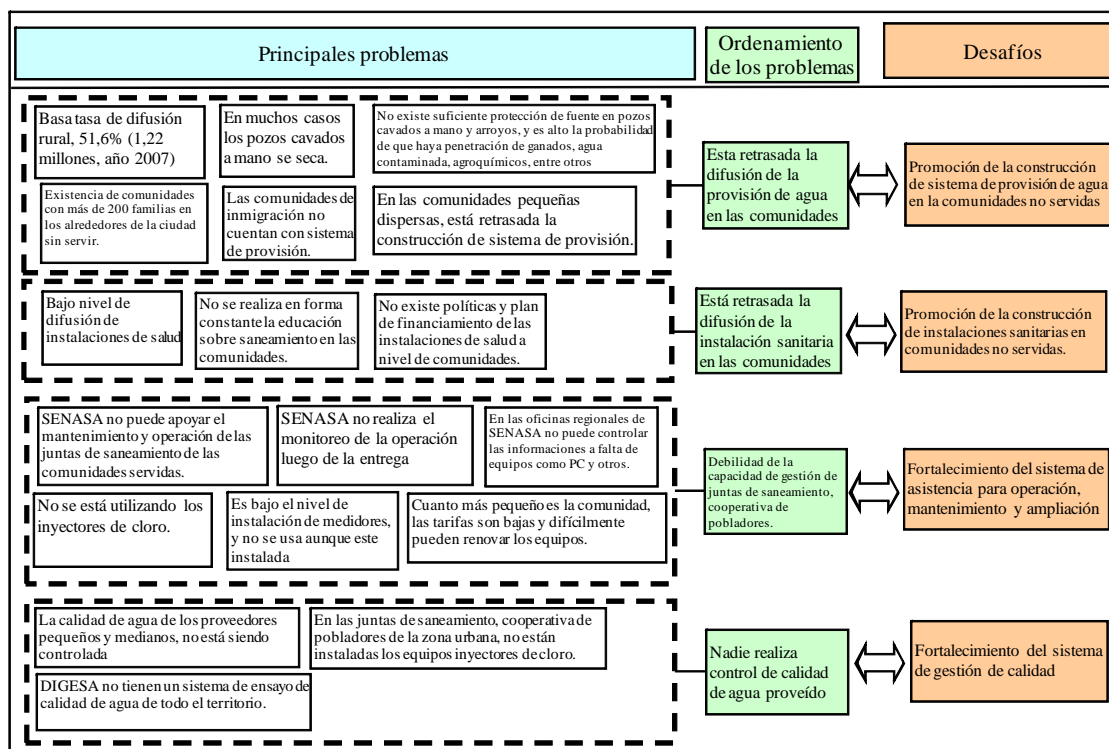 Principales problemas
Ordenamiento
de los problemas
Desafíos
Basa tasa de difusión
rural, 51,6% (1,22
millones, año 2007)
En muchos casos
los pozos cavados
a mano se seca.
No existe suficiente protección de fuente en pozos
cavados a mano y arroyos, y es alto la probabilidad
de que haya penetración de ganados, agua
contaminada, agroquímicos, entre otros
Existencia de comunidades
con más de 200 familias en
los alrededores de la ciudad
sin servir.
Las comunidades de
inmigración no
cuentan con sistema
de provisión.
En las comunidades pequeñas
dispersas, está retrasada la
construcción de sistema de provisión.
Esta retrasada la
difusión de la
provisión de agua
en las comunidades
Promoción de la construcción
de sistema de provisión de agua
en la comunidades no servidas
Bajo nivel de
difusión de
instalaciones de salud
No se realiza en forma
constante la educación
sobre saneamiento en las
comunidades.
No existe políticas y plan
de financiamiento de las
instalaciones de salud a
nivel de comunidades.
Está retrasada la
difusión de la
instalación sanitaria
en las comunidades
Promoción de la construcción
de instalaciones sanitarias en
comunidades no servidas.
SENASA no puede apoyar el
mantenimiento y operación de las
juntas de saneamiento de las
comunidades servidas.
SENASA no realiza el
monitoreo de la operación
luego de la entrega
En las oficinas regionales de
SENASA no puede controlar
las informaciones a falta de
equipos como PC y otros.
No se está utilizando los
inyectores de cloro.
Es bajo el nivel de
instalación de medidores,
y no se usa aunque este
instalada
Cuanto más pequeño es la comunidad,
las tarifas son bajas y difícilmente
pueden renovar los equipos.
Debilidad de la
capacidad de gestión de
juntas de saneamiento,
cooperativa de
pobladores.
Fortalecimiento del sistema de
asistencia para operación,
mantenimiento y ampliación
La calidad de agua de los proveedores
pequeños y medianos, no está siendo
controlada
En las juntas de saneamiento, cooperativa de
pobladores de la zona urbana, no están
instaladas los equipos inyectores de cloro.
DIGESA no tienen un sistema de ensayo de
calidad de agua de todo el territorio.
Nadie realiza
control de calidad
de agua proveído
Fortalecimiento del sistema
de gestión de calidad